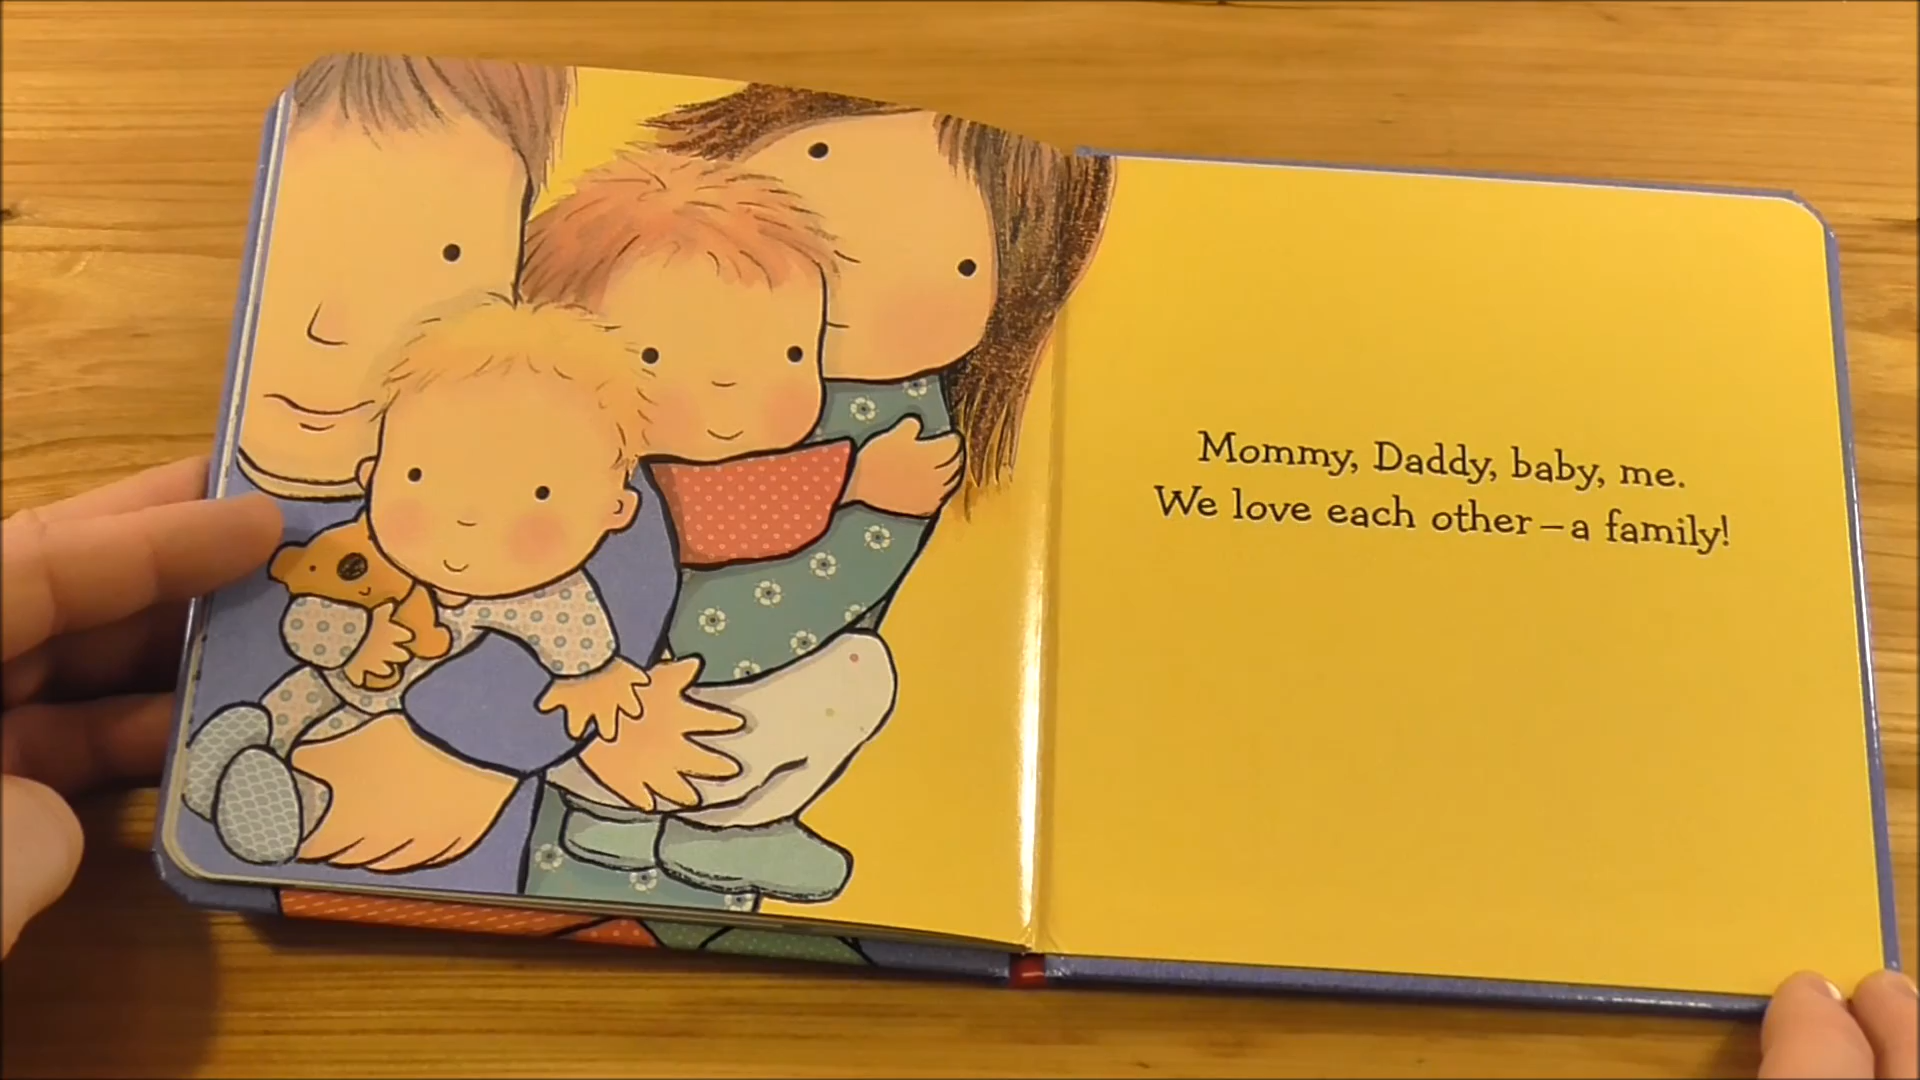 Mommy, Daddy, baby, me.
We love each other – a family!